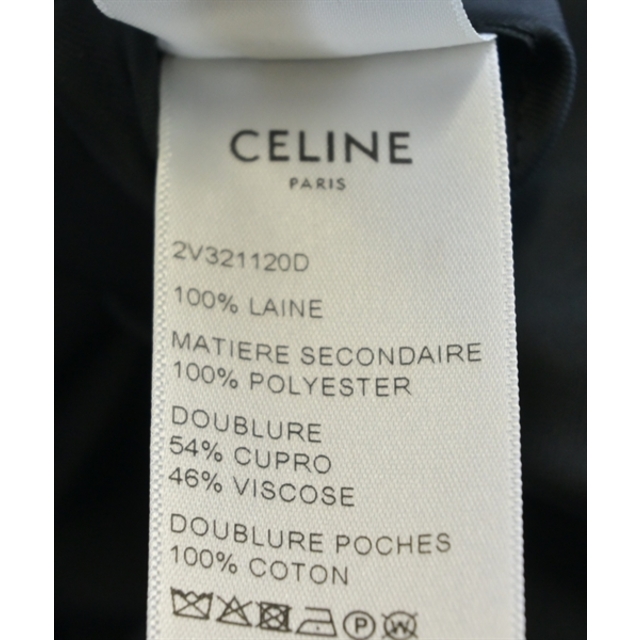 CELINE
PARIS
2V321120D
100% LAINE
MATIERE SECONDAIRE
100% POLYESTER
DOUBLURE
54% CUPRO
46% VISCOSE
DOUBLURE POCHES
100% COTON
P W